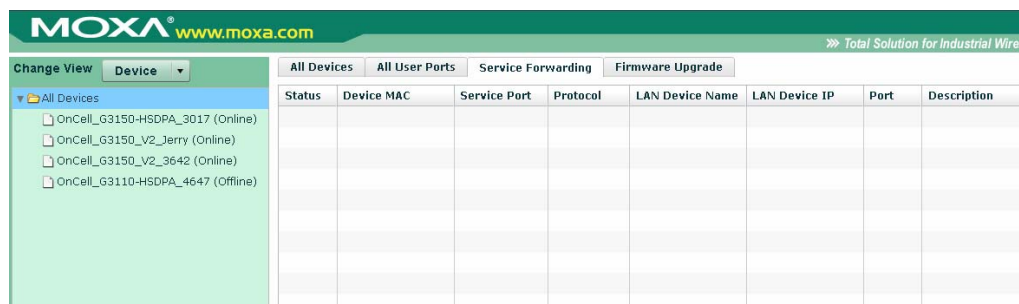 MOXA® www.moxa.com
»» Total Solution for Industrial Wire
Change View Device
All Devices All User Ports Service Forwarding Firmware Upgrade
All Devices
OnCell_G3150-HSDPA_3017 (Online)
OnCell_G3150_V2_Jerry (Online)
OnCell_G3150_V2_3642 (Online)
OnCell_G3110-HSDPA_4647 (Offline)
Status Device MAC Service Port Protocol LAN Device Name LAN Device IP Port Description